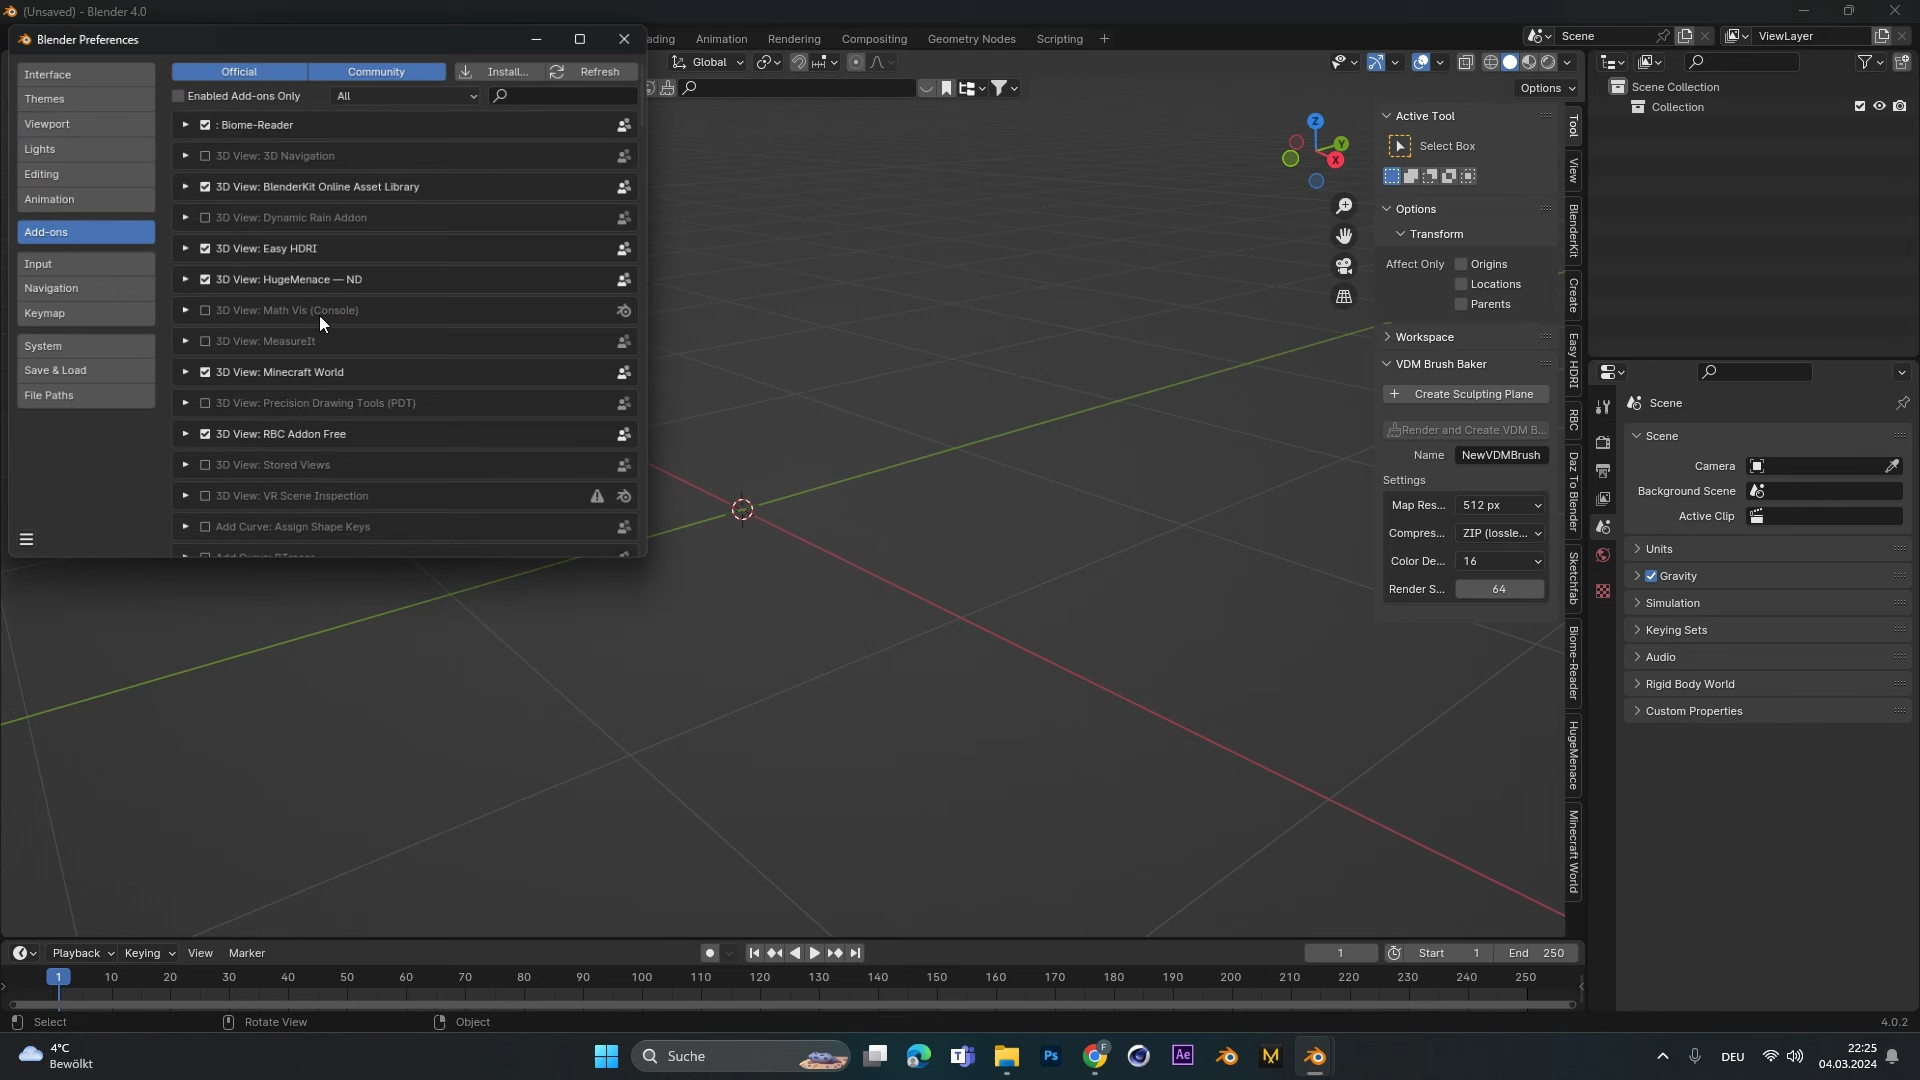 (Unsaved) - Blender 4.0
Blender Preferences
Animation
Rendering
Compositing
Geometry Nodes
Scripting
+
Scene
ViewLayer
Interface
Themes
Viewport
Lights
Editing
Animation
Add-ons
Input
Navigation
Keymap
System
Save & Load
File Paths
Official
Community
Install...
Refresh
Enabled Add-ons Only
All
: Biome-Reader
3D View: 3D Navigation
3D View: BlenderKit Online Asset Library
3D View: Dynamic Rain Addon
3D View: Easy HDRI
3D View: HugeMenace — ND
3D View: Math Vis (Console)
3D View: MeasureIt
3D View: Minecraft World
3D View: Precision Drawing Tools (PDT)
3D View: RBC Addon Free
3D View: Stored Views
3D View: VR Scene Inspection
Add Curve: Assign Shape Keys
Global
Options
Z
Y
X
Active Tool
Select Box
Options
Transform
Affect Only
Origins
Locations
Parents
Workspace
VDM Brush Baker
+ Create Sculpting Plane
Render and Create VDM B...
Name NewVDMBrush
Settings
Map Res... 512 px
Compres... ZIP (lossle...
Color De... 16
Render S... 64
Tool
View
BlenderKit
Create
Easy HDRI
RBC
Daz To Blender
Sketchfab
Biome-Reader
HugeMenace
Minecraft World
Scene Collection
Collection
Scene
Scene
Camera
Background Scene
Active Clip
Units
Gravity
Simulation
Keying Sets
Audio
Rigid Body World
Custom Properties
Playback
Keying
View
Marker
1
Start 1
End 250
1 10 20 30 40 50 60 70 80 90 100 110 120 130 140 150 160 170 180 190 200 210 220 230 240 250
Select
Rotate View
Object
4.0.2
4°C
Bewölkt
Suche
Ps
F
Ae
M
DEU
22:25
04.03.2024